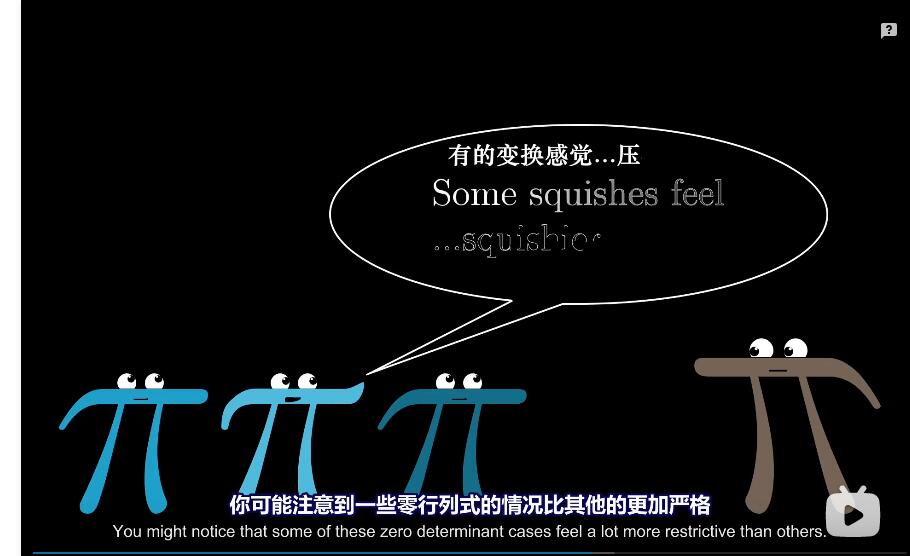 有的变换感觉...压
Some squishes feel
...squishier
你可能注意到一些零行列式的情况比其他的更加严格
You might notice that some of these zero determinant cases feel a lot more restrictive than others.